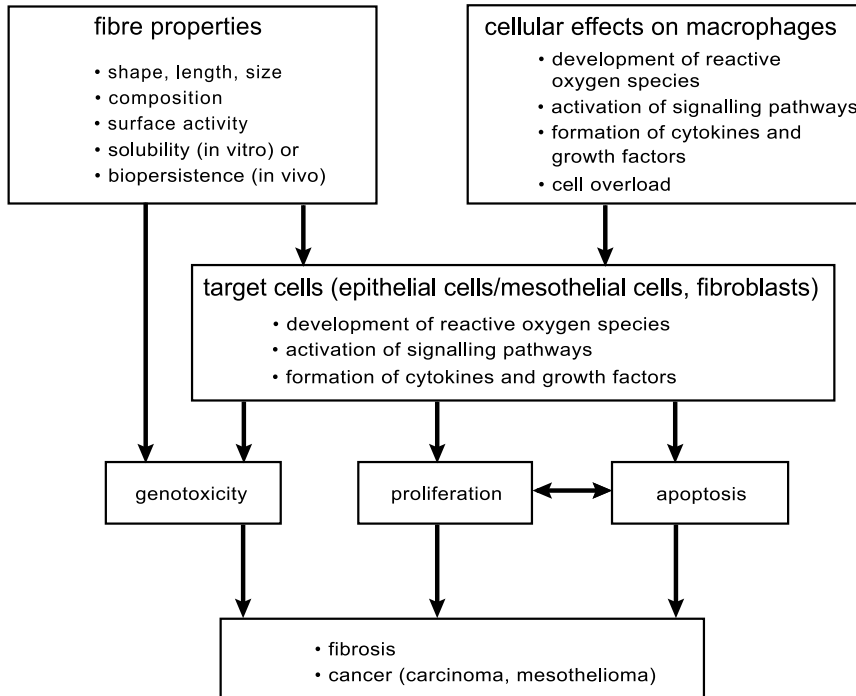 fibre properties
• shape, length, size
• composition
• surface activity
• solubility (in vitro) or
• biopersistence (in vivo)
cellular effects on macrophages
• development of reactive
oxygen species
• activation of signalling pathways
• formation of cytokines and
growth factors
• cell overload
target cells (epithelial cells/mesothelial cells, fibroblasts)
• development of reactive oxygen species
• activation of signalling pathways
• formation of cytokines and growth factors
genotoxicity
proliferation
apoptosis
• fibrosis
• cancer (carcinoma, mesothelioma)